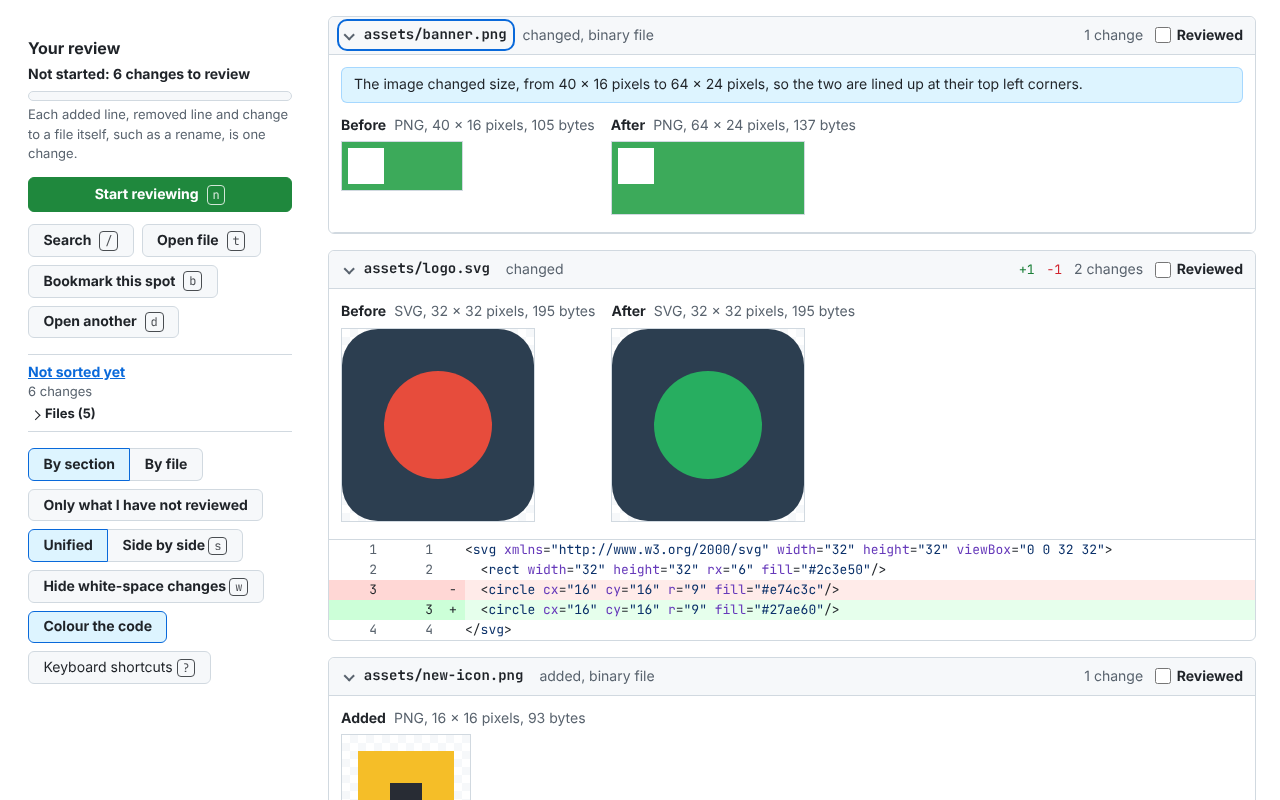 Your review
Not started: 6 changes to review
Each added line, removed line and change
to a file itself, such as a rename, is one
change.
Start reviewing n
Search / Open file t
Bookmark this spot b
Open another d
Not sorted yet
6 changes
Files (5)
By section By file
Only what I have not reviewed
Unified Side by side s
Hide white-space changes w
Colour the code
Keyboard shortcuts ?
assets/banner.png changed, binary file 1 change Reviewed
The image changed size, from 40 × 16 pixels to 64 × 24 pixels, so the two are lined up at their top left corners.
Before PNG, 40 × 16 pixels, 105 bytes After PNG, 64 × 24 pixels, 137 bytes
assets/logo.svg changed +1 -1 2 changes Reviewed
Before SVG, 32 × 32 pixels, 195 bytes After SVG, 32 × 32 pixels, 195 bytes
1 1 <svg xmlns="http://www.w3.org/2000/svg" width="32" height="32" viewBox="0 0 32 32">
2 2 <rect width="32" height="32" rx="6" fill="#2c3e50"/>
3 - <circle cx="16" cy="16" r="9" fill="#e74c3c"/>
3 + <circle cx="16" cy="16" r="9" fill="#27ae60"/>
4 4 </svg>
assets/new-icon.png added, binary file 1 change Reviewed
Added PNG, 16 × 16 pixels, 93 bytes